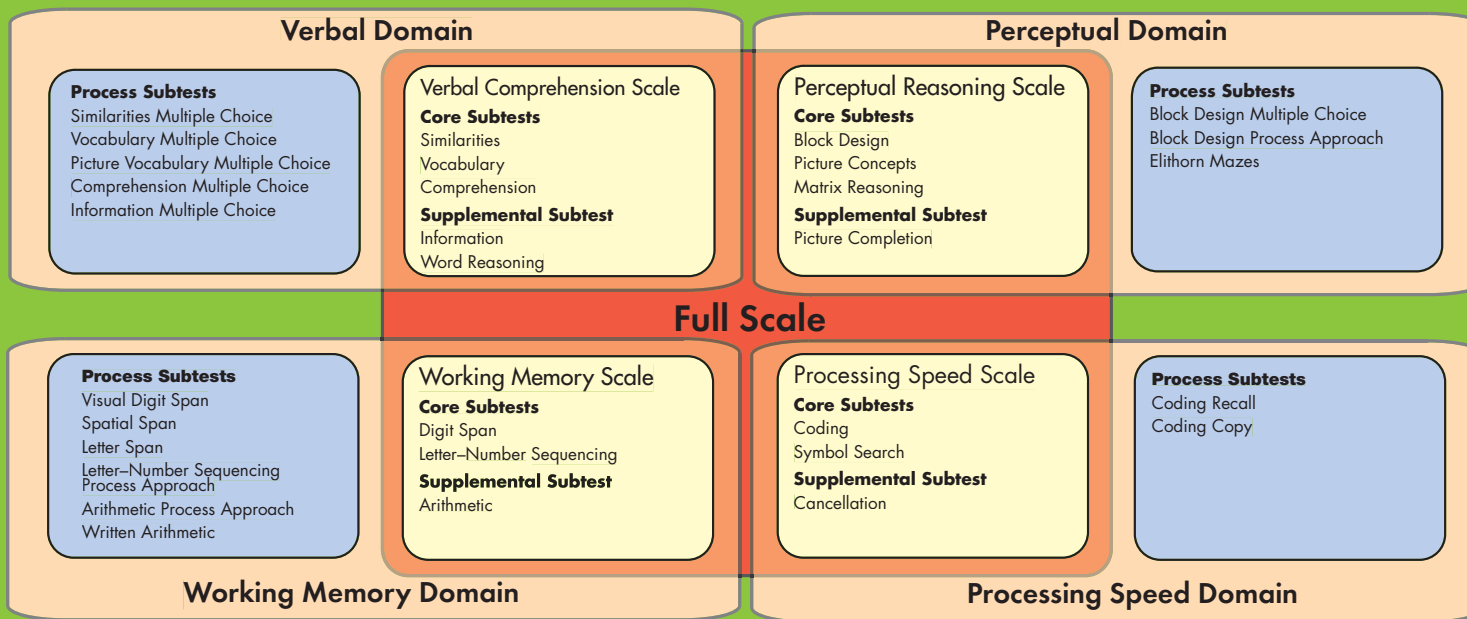 Verbal Domain
Process Subtests
Similarities Multiple Choice
Vocabulary Multiple Choice
Picture Vocabulary Multiple Choice
Comprehension Multiple Choice
Information Multiple Choice
Verbal Comprehension Scale
Core Subtests
Similarities
Vocabulary
Comprehension
Supplemental Subtest
Information
Word Reasoning
Perceptual Domain
Perceptual Reasoning Scale
Core Subtests
Block Design
Picture Concepts
Matrix Reasoning
Supplemental Subtest
Picture Completion
Process Subtests
Block Design Multiple Choice
Block Design Process Approach
Elithorn Mazes
Full Scale
Process Subtests
Visual Digit Span
Spatial Span
Letter Span
Letter–Number Sequencing
Process Approach
Arithmetic Process Approach
Written Arithmetic
Working Memory Scale
Core Subtests
Digit Span
Letter–Number Sequencing
Supplemental Subtest
Arithmetic
Working Memory Domain
Processing Speed Scale
Core Subtests
Coding
Symbol Search
Supplemental Subtest
Cancellation
Process Subtests
Coding Recall
Coding Copy
Processing Speed Domain